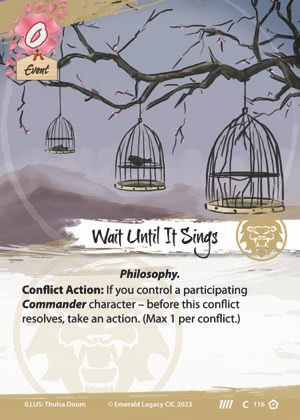 0
Event
Wait Until It Sings
Philosophy.
Conflict Action: If you control a participating
Commander character – before this conflict
resolves, take an action. (Max 1 per conflict.)
ILLUS: Thulsa Doom
© Emerald Legacy CIC 2023
C 116